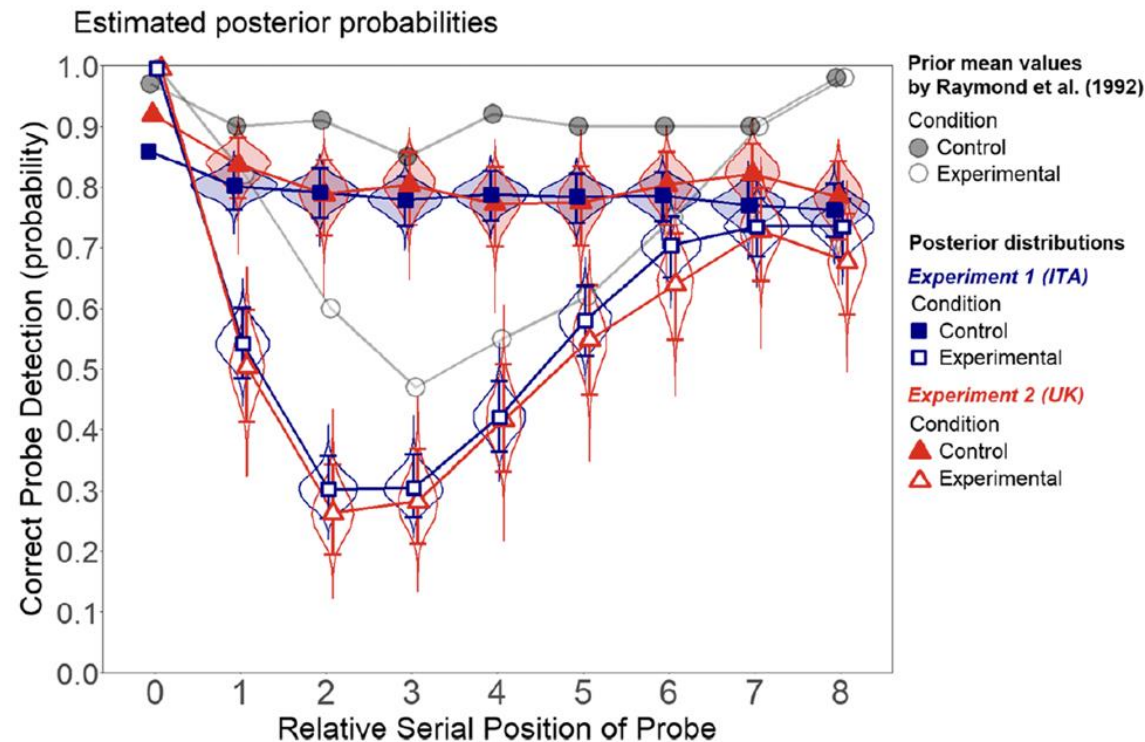 Estimated posterior probabilities
Correct Probe Detection (probability)
1.0
0.9
0.8
0.7
0.6
0.5
0.4
0.3
0.2
0.1
0.0
0 1 2 3 4 5 6 7 8
Relative Serial Position of Probe
Prior mean values
by Raymond et al. (1992)
Condition
Control
Experimental
Posterior distributions
Experiment 1 (ITA)
Condition
Control
Experimental
Experiment 2 (UK)
Condition
Control
Experimental